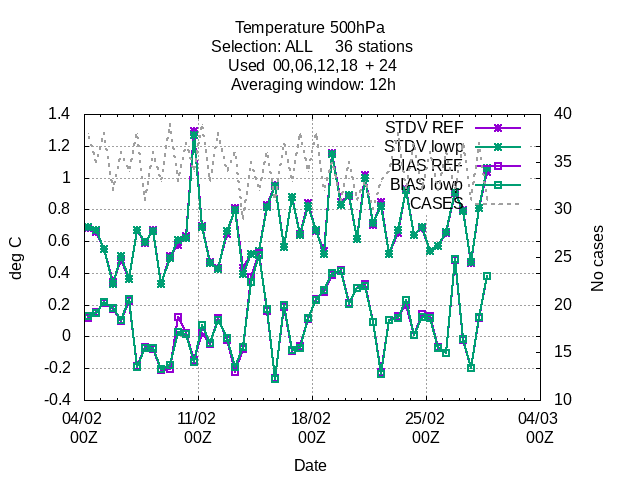 Temperature 500hPa
Selection: ALL 36 stations
Used 00,06,12,18 + 24
Averaging window: 12h
STDV REF
STDV lowp
BIAS REF
BIAS lowp
CASES
deg C
1.4
1.2
1
0.8
0.6
0.4
0.2
0
-0.2
-0.4
No cases
40
35
30
25
20
15
10
04/02 11/02 18/02 25/02 04/03
00Z 00Z 00Z 00Z 00Z
Date